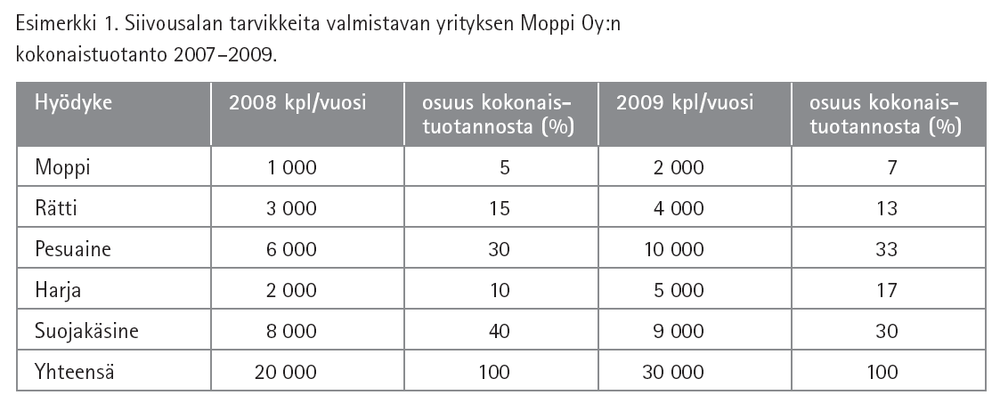 Esimerkki 1. Siivousalan tarvikkeita valmistavan yrityksen Moppi Oy:n
kokonaistuotanto 2007–2009.
Hyödyke 2008 kpl/vuosi osuus kokonais- 2009 kpl/vuosi osuus kokonais-
tuotannosta (%) tuotannosta (%)
Moppi 1 000 5 2 000 7
Rätti 3 000 15 4 000 13
Pesuaine 6 000 30 10 000 33
Harja 2 000 10 5 000 17
Suojakäsine 8 000 40 9 000 30
Yhteensä 20 000 100 30 000 100